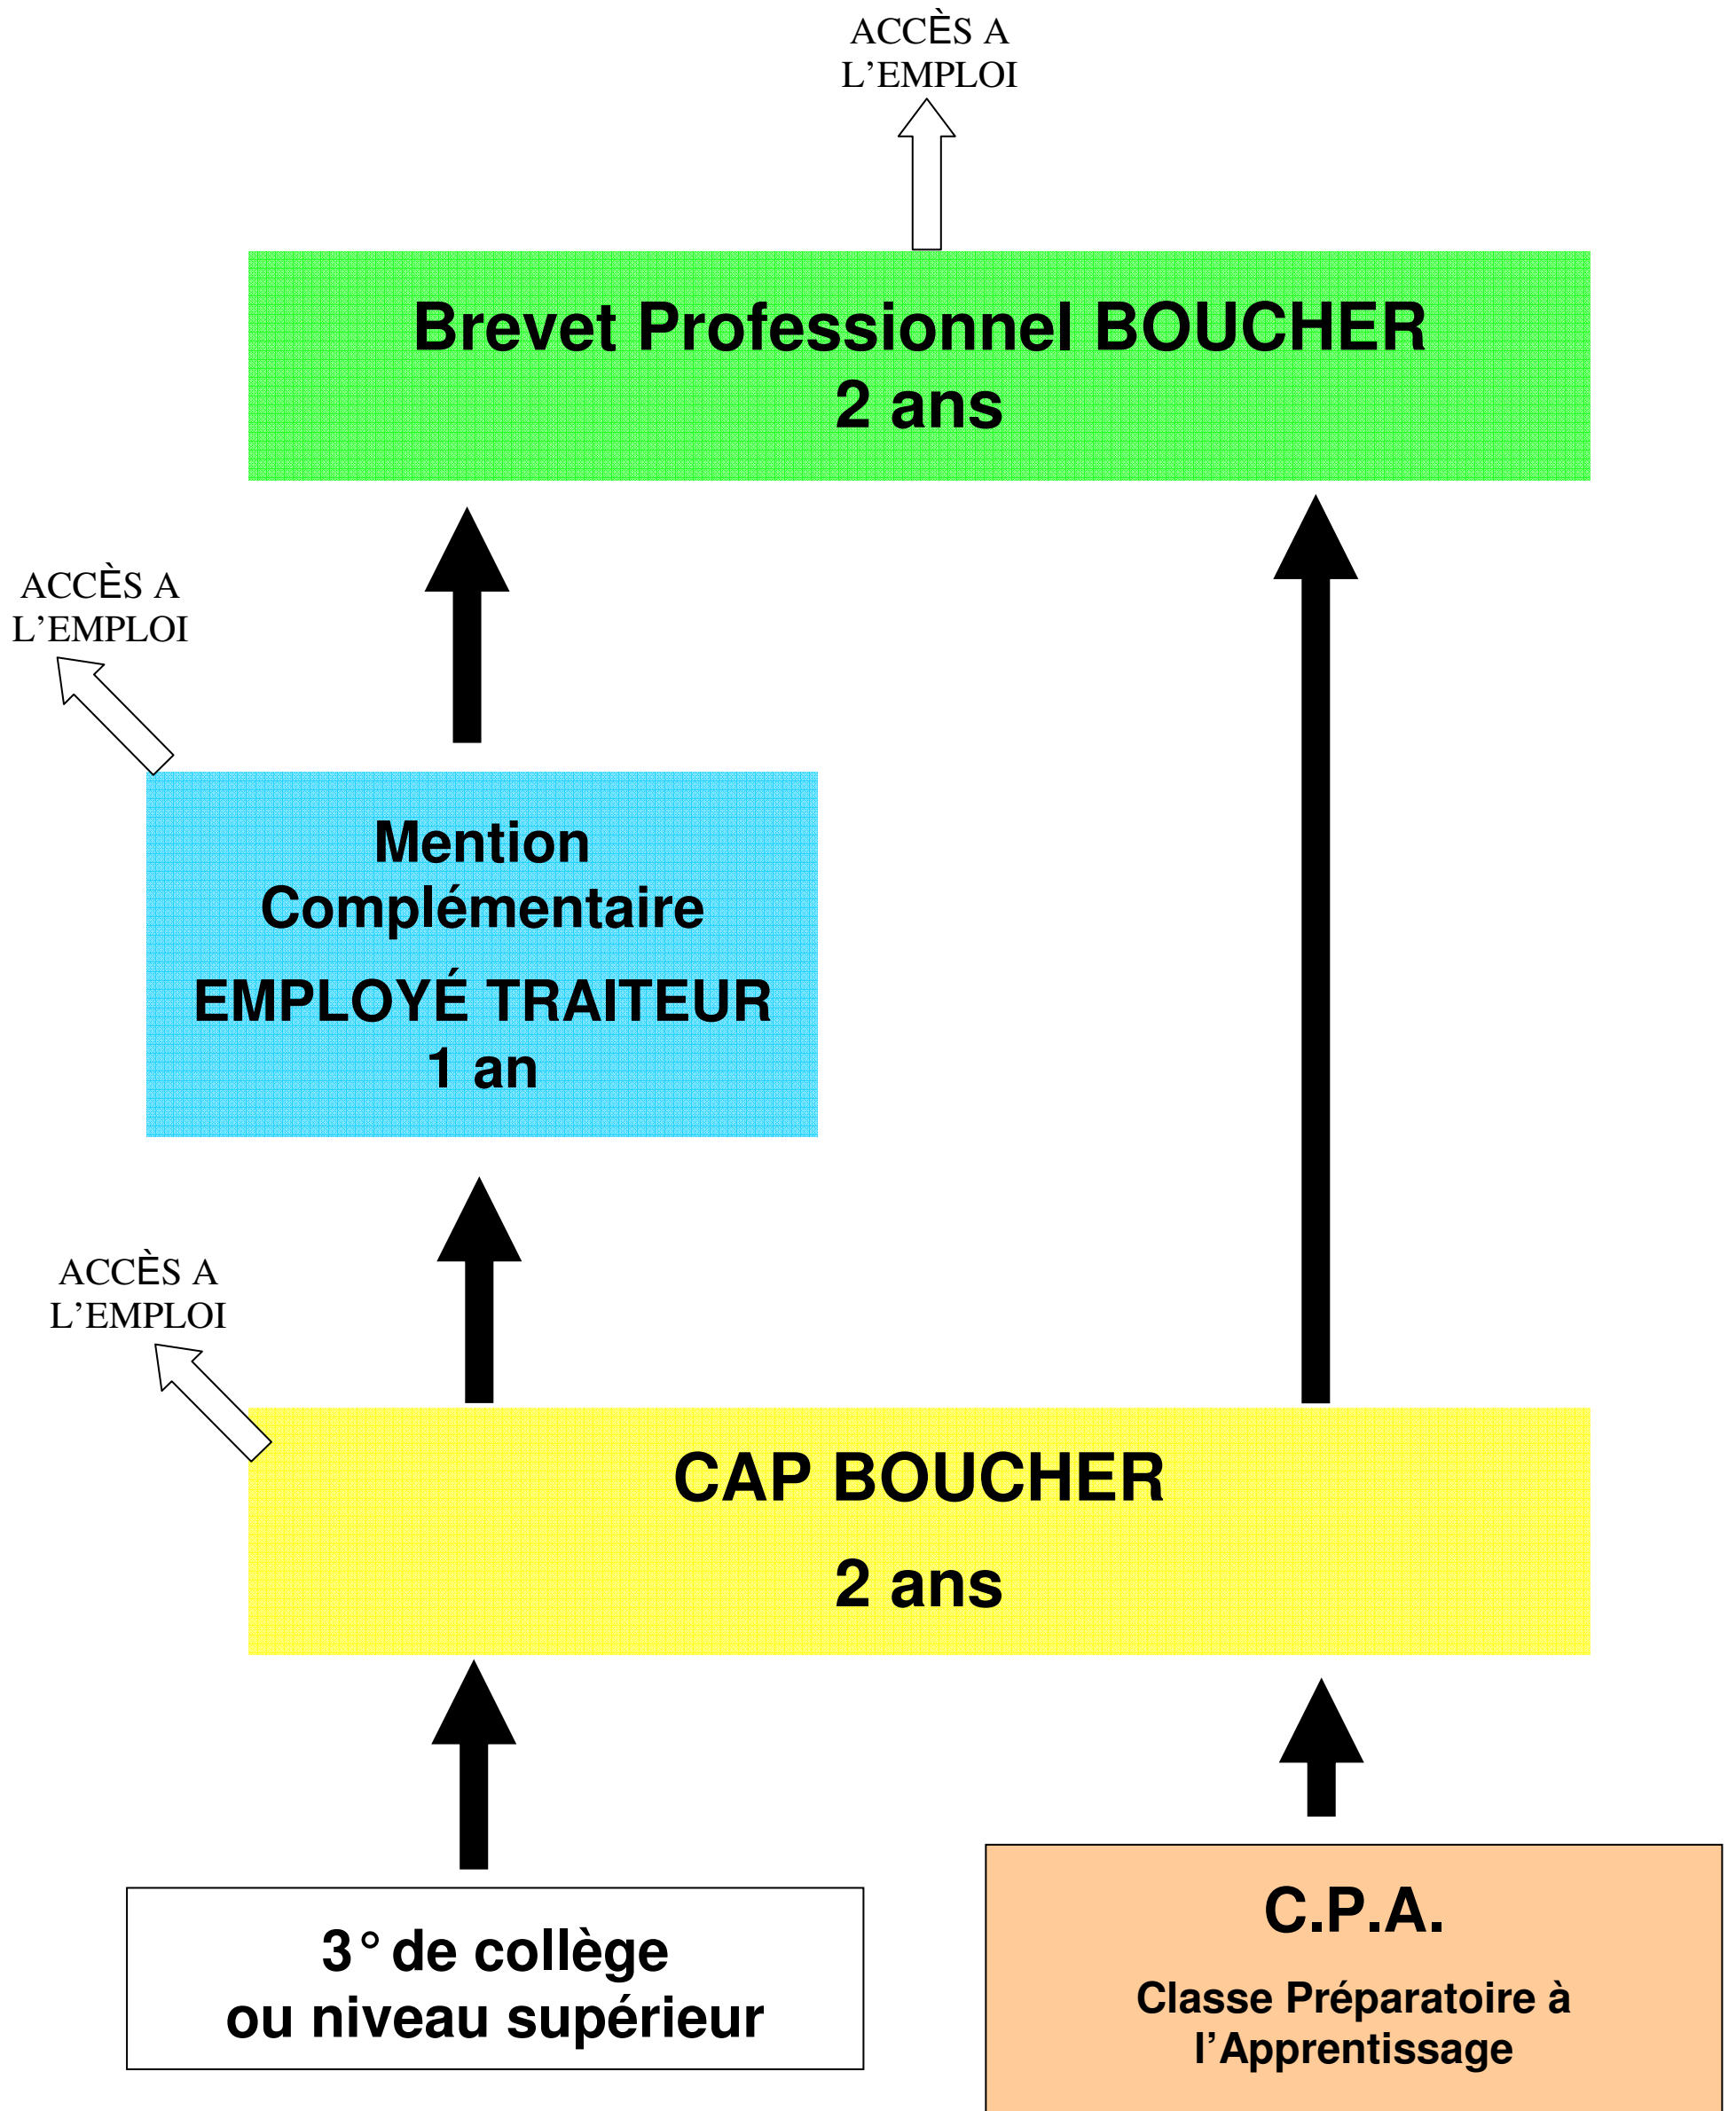 ACCÈS A
L’EMPLOI
Brevet Professionnel BOUCHER
2 ans
ACCÈS A
L’EMPLOI
Mention
Complémentaire
EMPLOYÉ TRAITEUR
1 an
ACCÈS A
L’EMPLOI
CAP BOUCHER
2 ans
3° de collège
ou niveau supérieur
C.P.A.
Classe Préparatoire à
l’Apprentissage